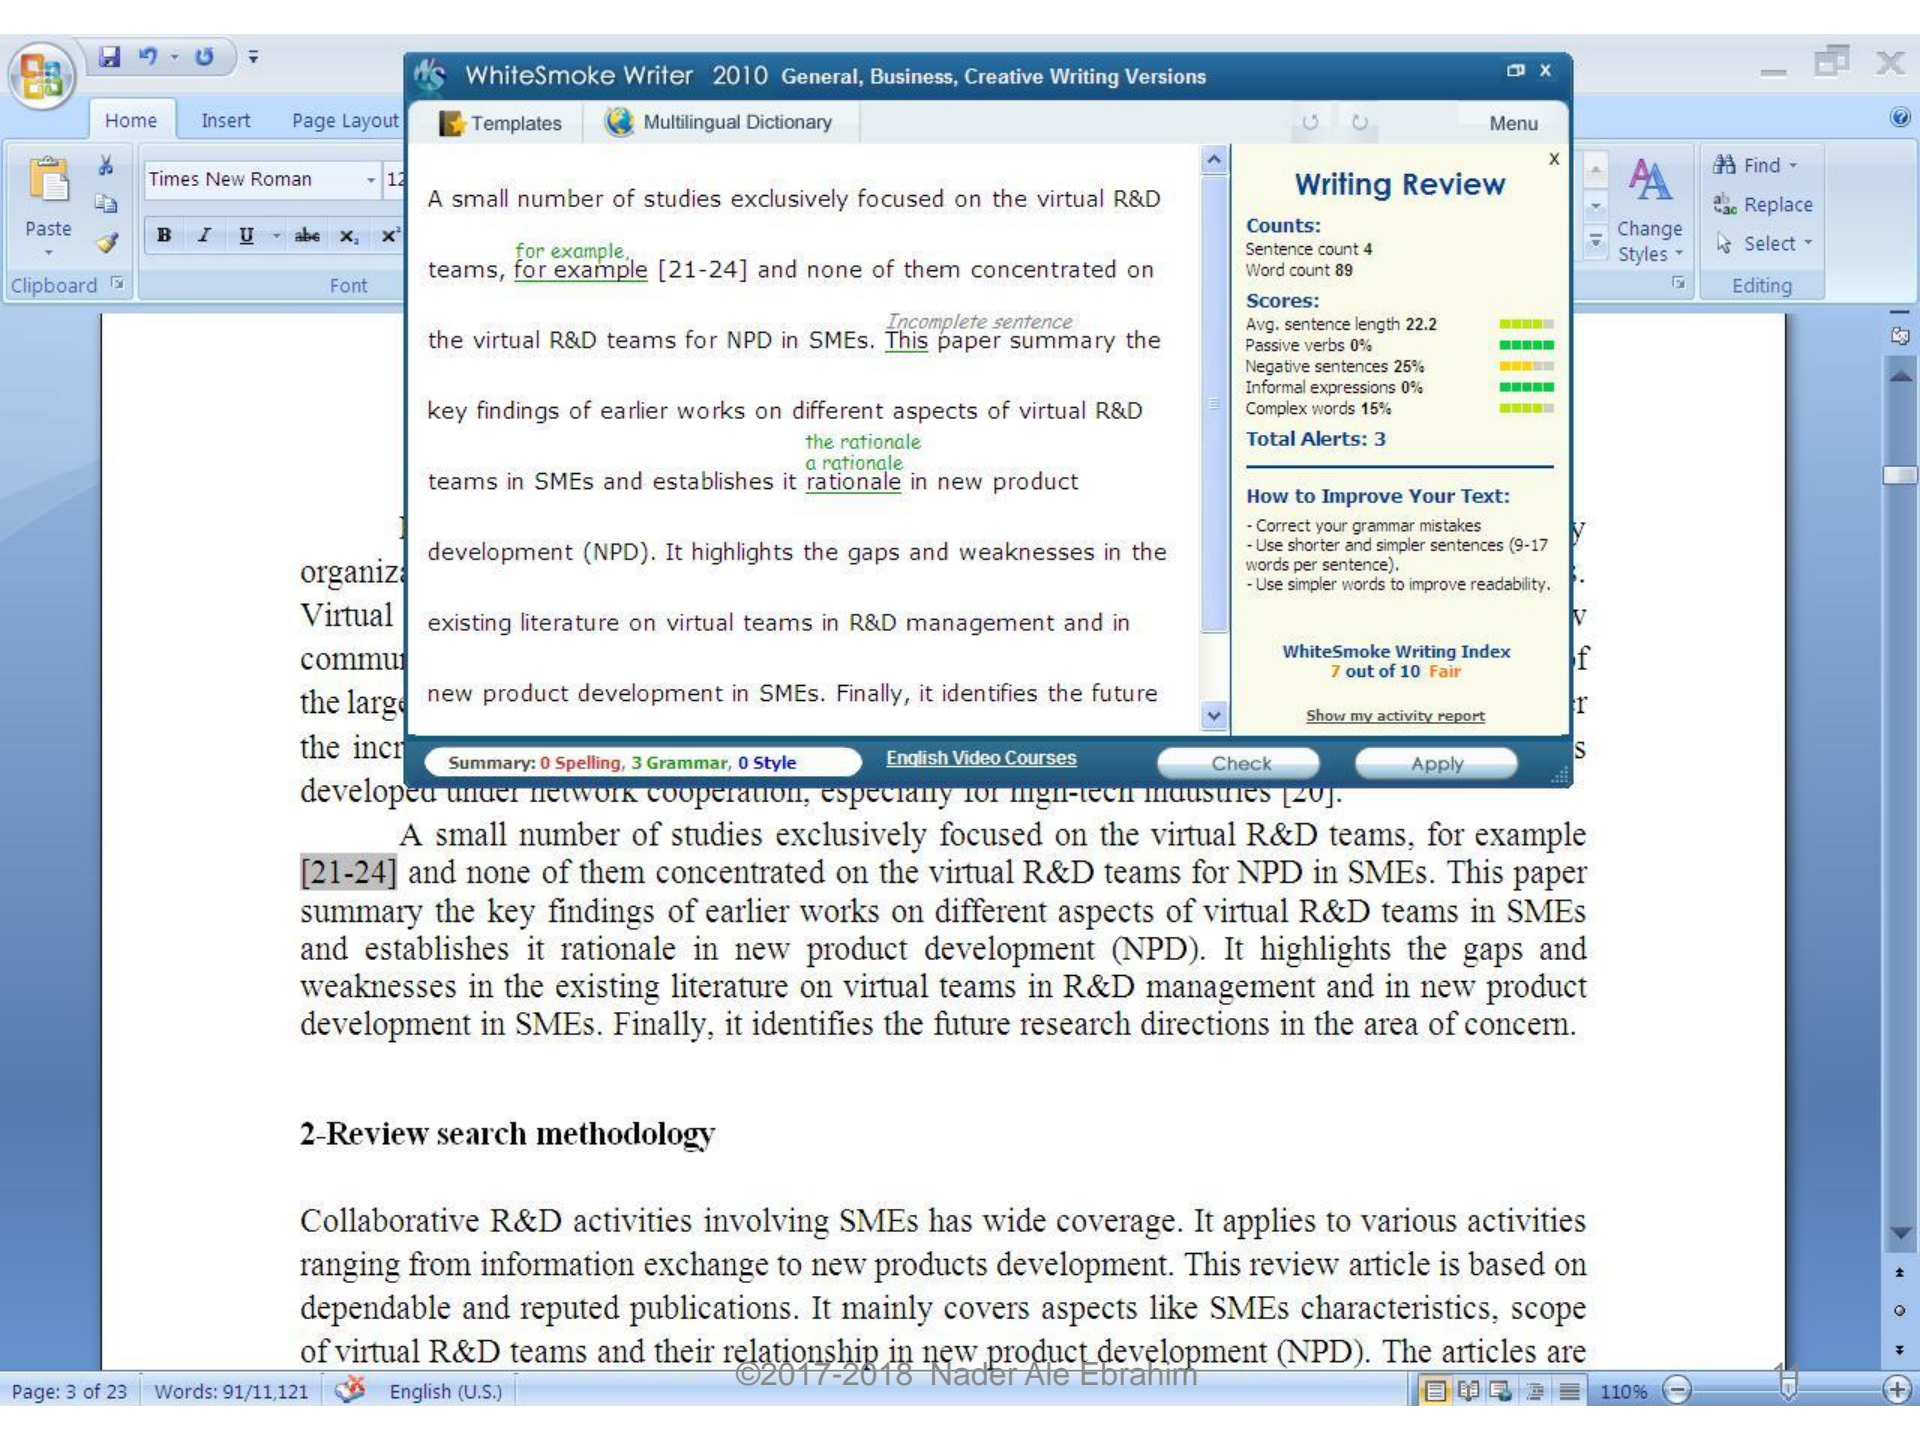 WhiteSmoke Writer 2010 General, Business, Creative Writing Versions
Home Insert Page Layout
Templates Multilingual Dictionary Menu
Times New Roman 12
Paste
B I U abc x₂ x²
Clipboard Font
Change Styles
Find
Replace
Select
Editing
A small number of studies exclusively focused on the virtual R&D
for example,
teams, for example [21-24] and none of them concentrated on
Incomplete sentence
the virtual R&D teams for NPD in SMEs. This paper summary the
key findings of earlier works on different aspects of virtual R&D
the rationale
a rationale
teams in SMEs and establishes it rationale in new product
development (NPD). It highlights the gaps and weaknesses in the
existing literature on virtual teams in R&D management and in
new product development in SMEs. Finally, it identifies the future
X
Writing Review
Counts:
Sentence count 4
Word count 89
Scores:
Avg. sentence length 22.2
Passive verbs 0%
Negative sentences 25%
Informal expressions 0%
Complex words 15%
Total Alerts: 3
How to Improve Your Text:
- Correct your grammar mistakes
- Use shorter and simpler sentences (9-17
words per sentence).
- Use simpler words to improve readability.
WhiteSmoke Writing Index
7 out of 10 Fair
Show my activity report
Summary: 0 Spelling, 3 Grammar, 0 Style English Video Courses Check Apply
Virtual
the large
developed under network cooperation, especially for high-tech industries [20].
A small number of studies exclusively focused on the virtual R&D teams, for example
[21-24] and none of them concentrated on the virtual R&D teams for NPD in SMEs. This paper
summary the key findings of earlier works on different aspects of virtual R&D teams in SMEs
and establishes it rationale in new product development (NPD). It highlights the gaps and
weaknesses in the existing literature on virtual teams in R&D management and in new product
development in SMEs. Finally, it identifies the future research directions in the area of concern.
2-Review search methodology
Collaborative R&D activities involving SMEs has wide coverage. It applies to various activities
ranging from information exchange to new products development. This review article is based on
dependable and reputed publications. It mainly covers aspects like SMEs characteristics, scope
of virtual R&D teams and their relationship in new product development (NPD). The articles are
©2017-2018 Nader Ale Ebrahim 11
Page: 3 of 23 Words: 91/11,121 English (U.S.) 110%